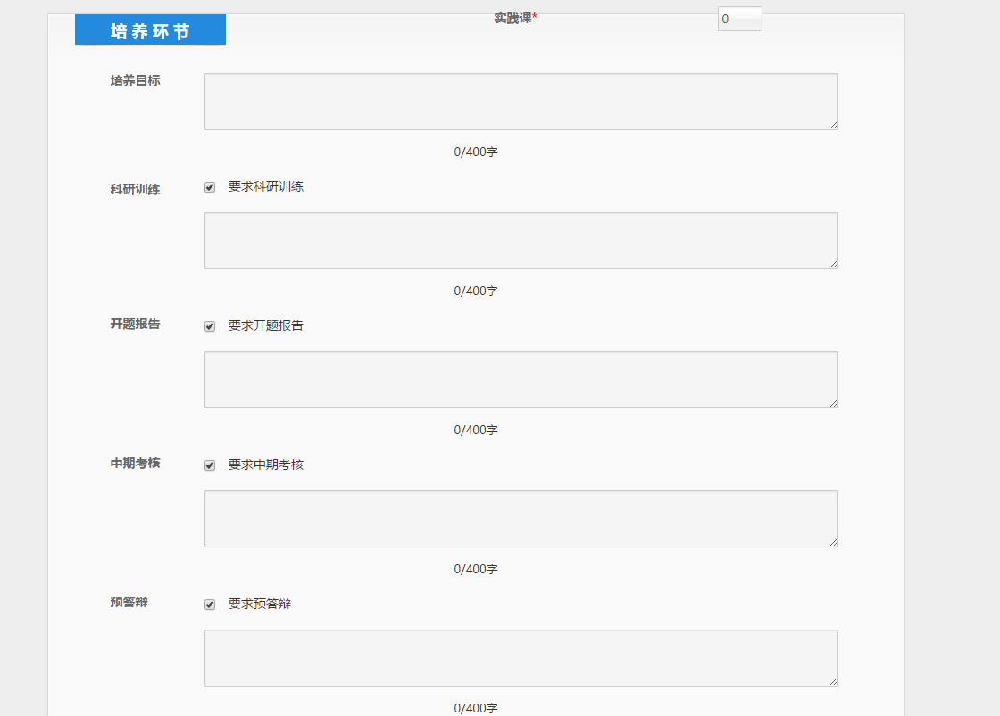 实践课* 0
培养环节
培养目标
0/400字
科研训练 要求科研训练
0/400字
开题报告 要求开题报告
0/400字
中期考核 要求中期考核
0/400字
预答辩 要求预答辩
0/400字